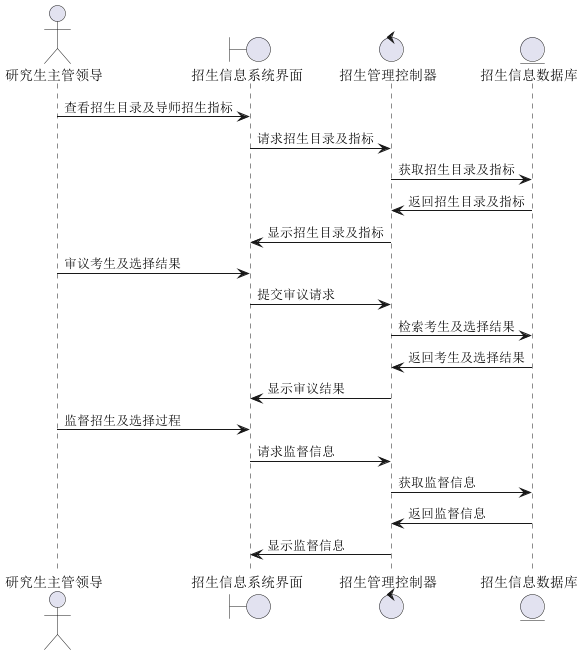 研究生主管领导
招生信息系统界面
招生管理控制器
招生信息数据库
查看招生目录及导师招生指标
请求招生目录及指标
获取招生目录及指标
返回招生目录及指标
显示招生目录及指标
审议考生及选择结果
提交审议请求
检索考生及选择结果
返回考生及选择结果
显示审议结果
监督招生及选择过程
请求监督信息
获取监督信息
返回监督信息
显示监督信息
研究生主管领导
招生信息系统界面
招生管理控制器
招生信息数据库